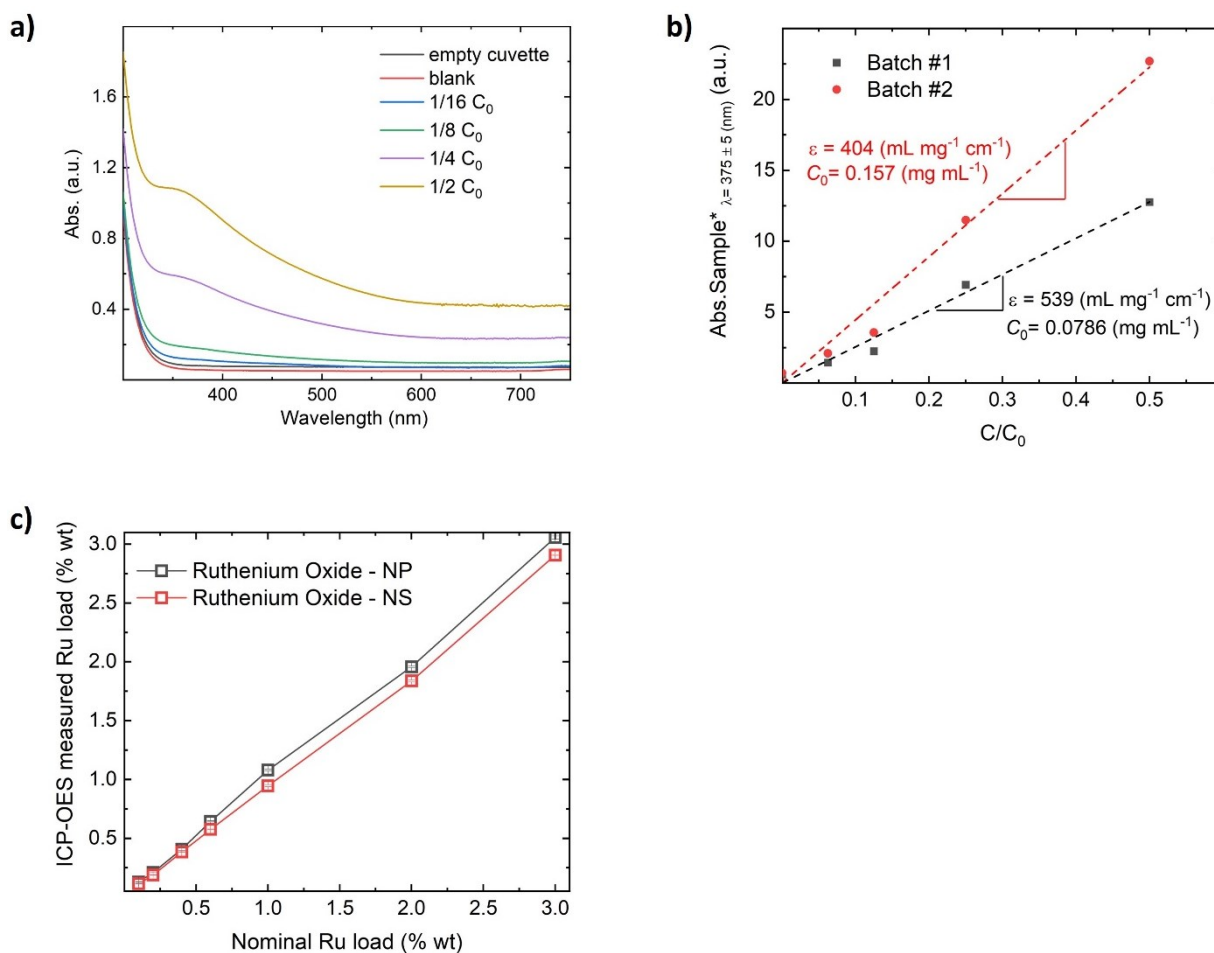 a)
empty cuvette
blank
1/16 C₀
1/8 C₀
1/4 C₀
1/2 C₀
1.6
1.2
0.8
0.4
Abs. (a.u.)
400 500 600 700
Wavelength (nm)
b)
Batch #1
Batch #2
ε = 404 (mL mg⁻¹ cm⁻¹)
C₀= 0.157 (mg mL⁻¹)
ε = 539 (mL mg⁻¹ cm⁻¹)
C₀= 0.0786 (mg mL⁻¹)
20
15
10
5
Abs.Sample* λ= 375 ± 5 (nm) (a.u.)
0.1 0.2 0.3 0.4 0.5
C/C₀
c)
Ruthenium Oxide - NP
Ruthenium Oxide - NS
3.0
2.5
2.0
1.5
1.0
0.5
ICP-OES measured Ru load (% wt)
0.5 1.0 1.5 2.0 2.5 3.0
Nominal Ru load (% wt)